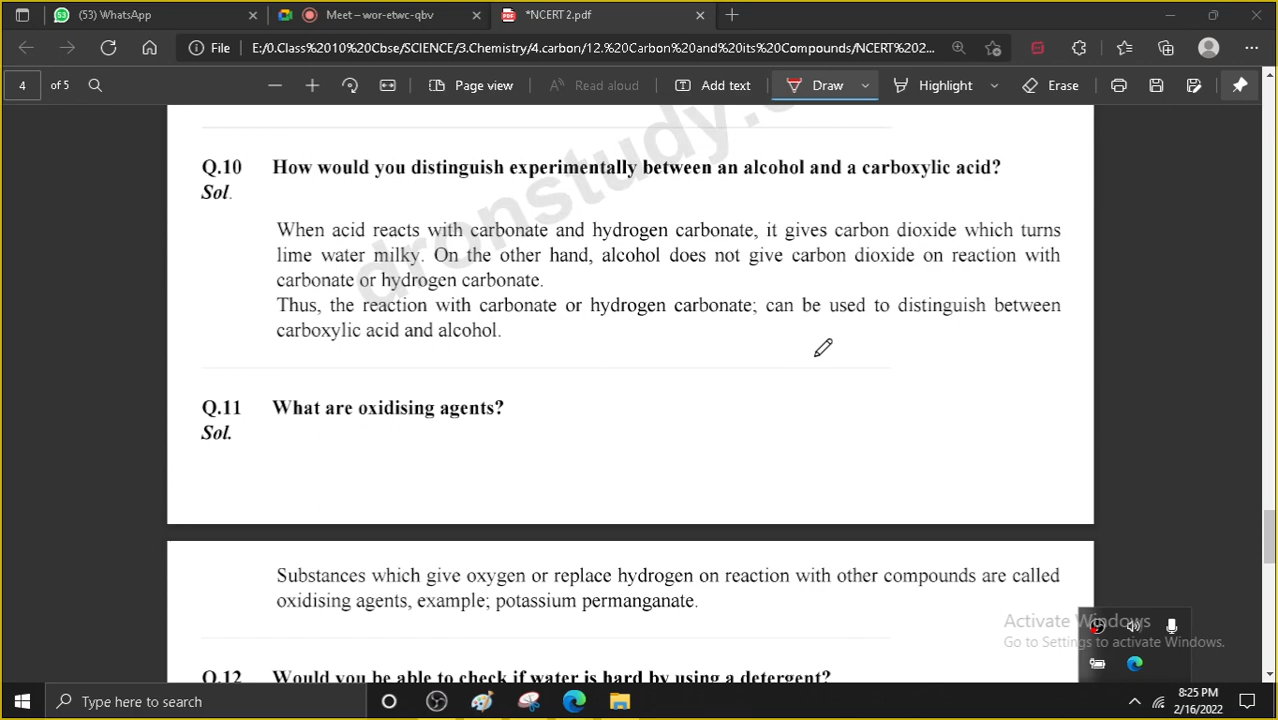 (53) WhatsApp
Meet – wor-etwc-qbv
*NCERT 2.pdf
File
E:/0.Class%2010%20Cbse/SCIENCE/3.Chemistry/4.carbon/12.%20Carbon%20and%20its%20Compounds/NCERT%202...
4 of 5
Page view
Read aloud
Add text
Draw
Highlight
Erase
dronstudy.
Q.10 How would you distinguish experimentally between an alcohol and a carboxylic acid?
Sol.
When acid reacts with carbonate and hydrogen carbonate, it gives carbon dioxide which turns
lime water milky. On the other hand, alcohol does not give carbon dioxide on reaction with
carbonate or hydrogen carbonate.
Thus, the reaction with carbonate or hydrogen carbonate; can be used to distinguish between
carboxylic acid and alcohol.
Q.11 What are oxidising agents?
Sol.
Substances which give oxygen or replace hydrogen on reaction with other compounds are called
oxidising agents, example; potassium permanganate.
Activate Windows
Go to Settings to activate Windows.
Q.12 Would you be able to check if water is hard by using a detergent?
Type here to search
8:25 PM
2/16/2022